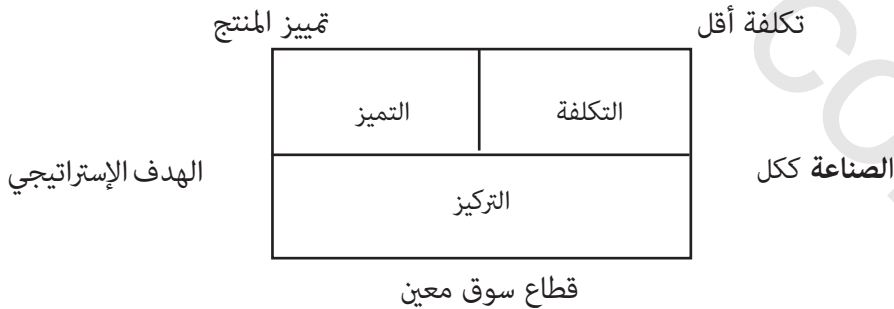 تكلفة أقل
تمييز المنتج
التكلفة
التميز
الصناعة ككل
الهدف الإستراتيجي
التركيز
قطاع سوق معين